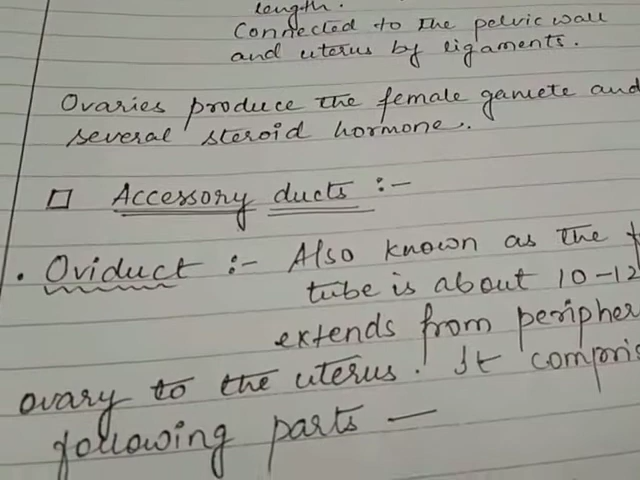 length.
Connected to the pelvic wall
and uterus by ligaments.
Ovaries produce the female gamete and
several steroid hormone.
Accessory ducts :-
• Oviduct :- Also known as the
tube is about 10-12
extends from
ovary to the uterus. It
following parts —